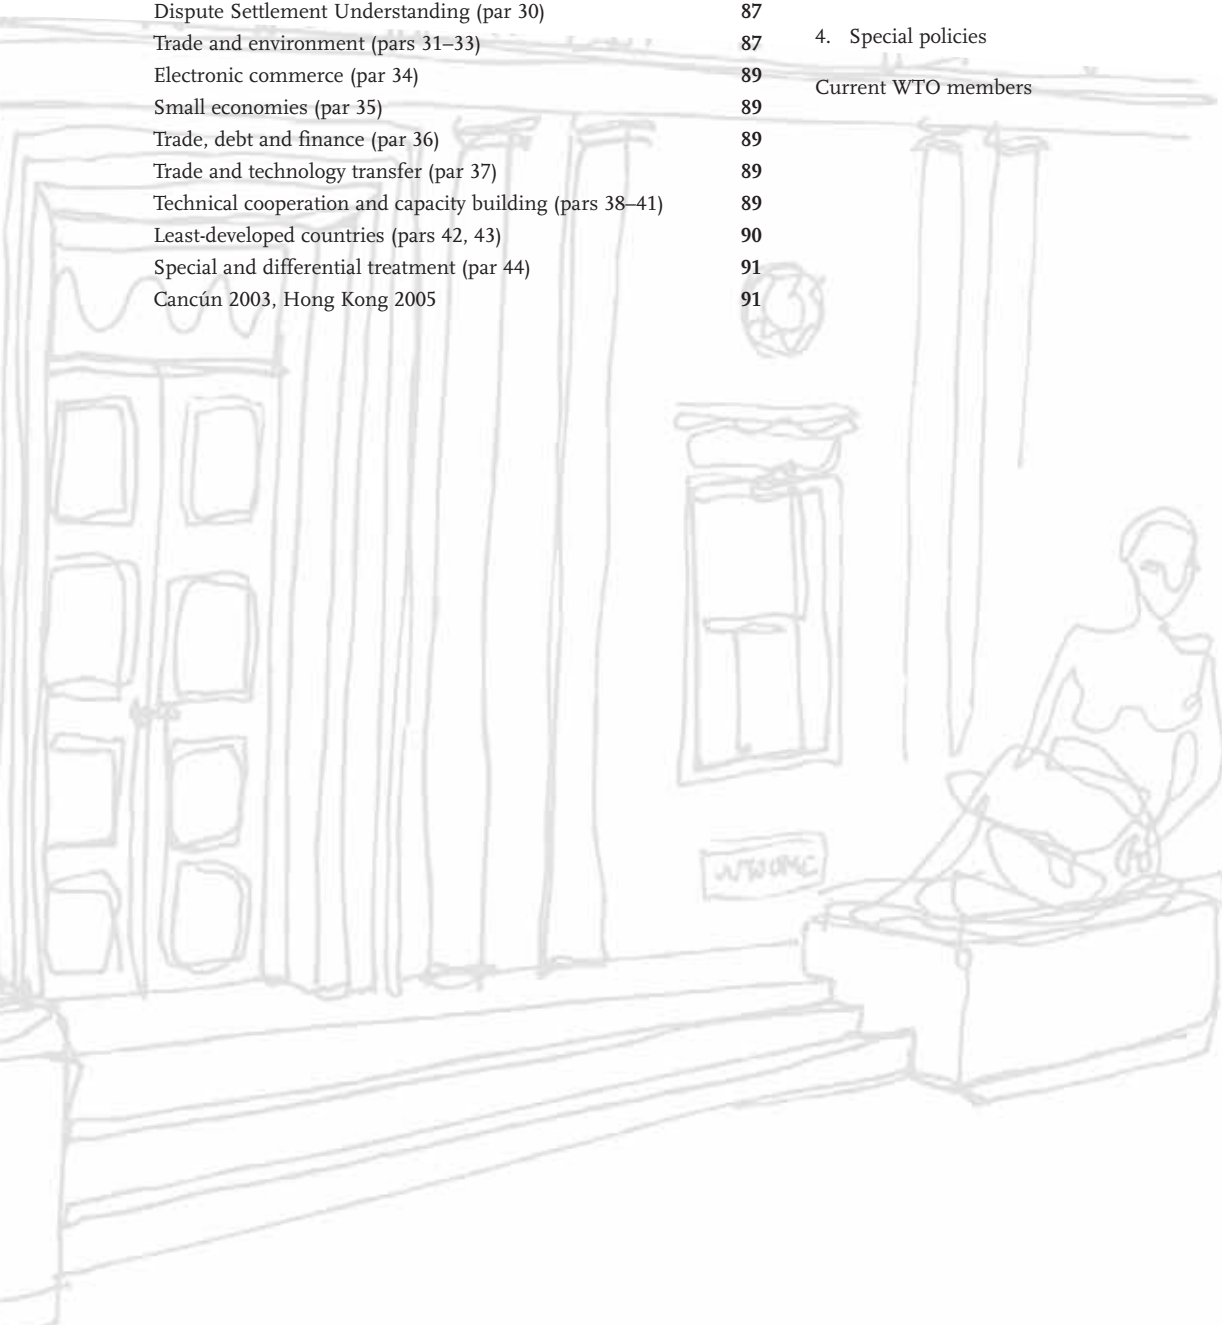 Dispute Settlement Understanding (par 30) 87
Trade and environment (pars 31–33) 87
Electronic commerce (par 34) 89
Small economies (par 35) 89
Trade, debt and finance (par 36) 89
Trade and technology transfer (par 37) 89
Technical cooperation and capacity building (pars 38–41) 89
Least-developed countries (pars 42, 43) 90
Special and differential treatment (par 44) 91
Cancún 2003, Hong Kong 2005 91
4. Special policies
Current WTO members